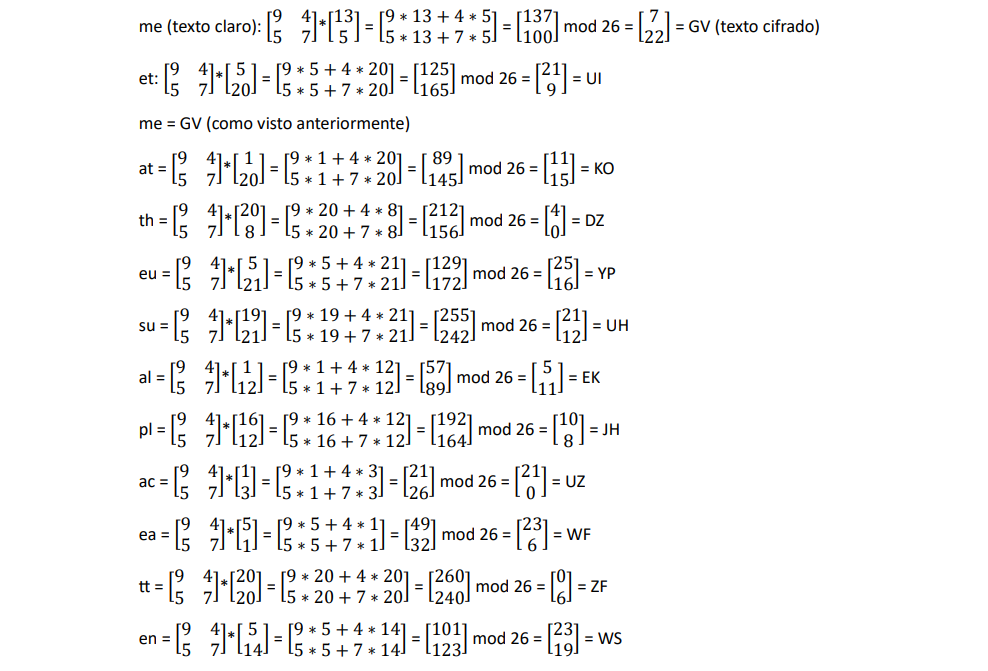 me (texto claro): [9 4; 5 7]*[13; 5] = [9 * 13 + 4 * 5; 5 * 13 + 7 * 5] = [137; 100] mod 26 = [7; 22] = GV (texto cifrado)
et: [9 4; 5 7]*[5; 20] = [9 * 5 + 4 * 20; 5 * 5 + 7 * 20] = [125; 165] mod 26 = [21; 9] = UI
me = GV (como visto anteriormente)
at = [9 4; 5 7]*[1; 20] = [9 * 1 + 4 * 20; 5 * 1 + 7 * 20] = [89; 145] mod 26 = [11; 15] = KO
th = [9 4; 5 7]*[20; 8] = [9 * 20 + 4 * 8; 5 * 20 + 7 * 8] = [212; 156] mod 26 = [4; 0] = DZ
eu = [9 4; 5 7]*[5; 21] = [9 * 5 + 4 * 21; 5 * 5 + 7 * 21] = [129; 172] mod 26 = [25; 16] = YP
su = [9 4; 5 7]*[19; 21] = [9 * 19 + 4 * 21; 5 * 19 + 7 * 21] = [255; 242] mod 26 = [21; 12] = UH
al = [9 4; 5 7]*[1; 12] = [9 * 1 + 4 * 12; 5 * 1 + 7 * 12] = [57; 89] mod 26 = [5; 11] = EK
pl = [9 4; 5 7]*[16; 12] = [9 * 16 + 4 * 12; 5 * 16 + 7 * 12] = [192; 164] mod 26 = [10; 8] = JH
ac = [9 4; 5 7]*[1; 3] = [9 * 1 + 4 * 3; 5 * 1 + 7 * 3] = [21; 26] mod 26 = [21; 0] = UZ
ea = [9 4; 5 7]*[5; 1] = [9 * 5 + 4 * 1; 5 * 5 + 7 * 1] = [49; 32] mod 26 = [23; 6] = WF
tt = [9 4; 5 7]*[20; 20] = [9 * 20 + 4 * 20; 5 * 20 + 7 * 20] = [260; 240] mod 26 = [0; 6] = ZF
en = [9 4; 5 7]*[5; 14] = [9 * 5 + 4 * 14; 5 * 5 + 7 * 14] = [101; 123] mod 26 = [23; 19] = WS